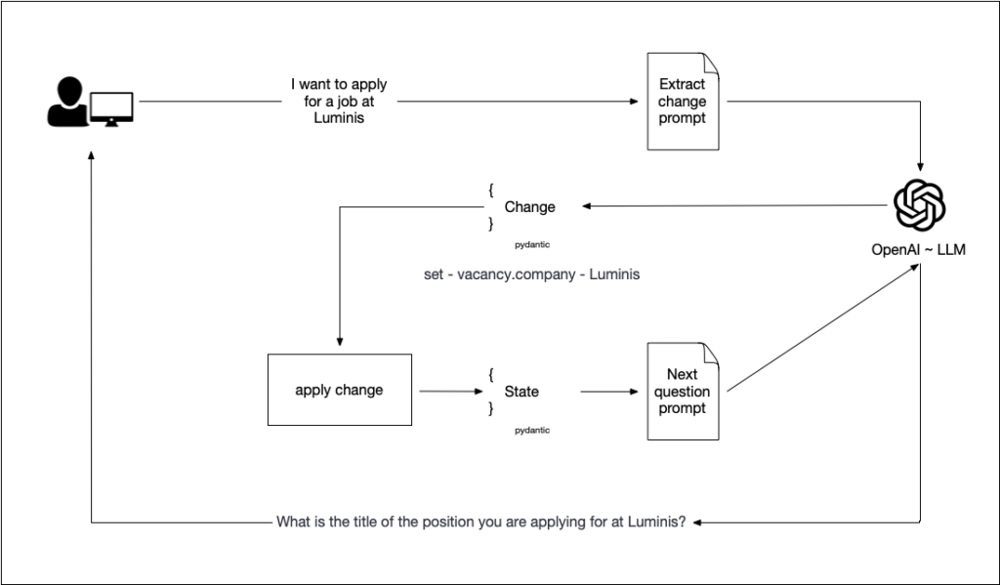 I want to apply
for a job at
Luminis
Extract
change
prompt
{
Change
}
pydantic
OpenAI ~ LLM
set - vacancy.company - Luminis
apply change
{
State
}
pydantic
Next
question
prompt
What is the title of the position you are applying for at Luminis?